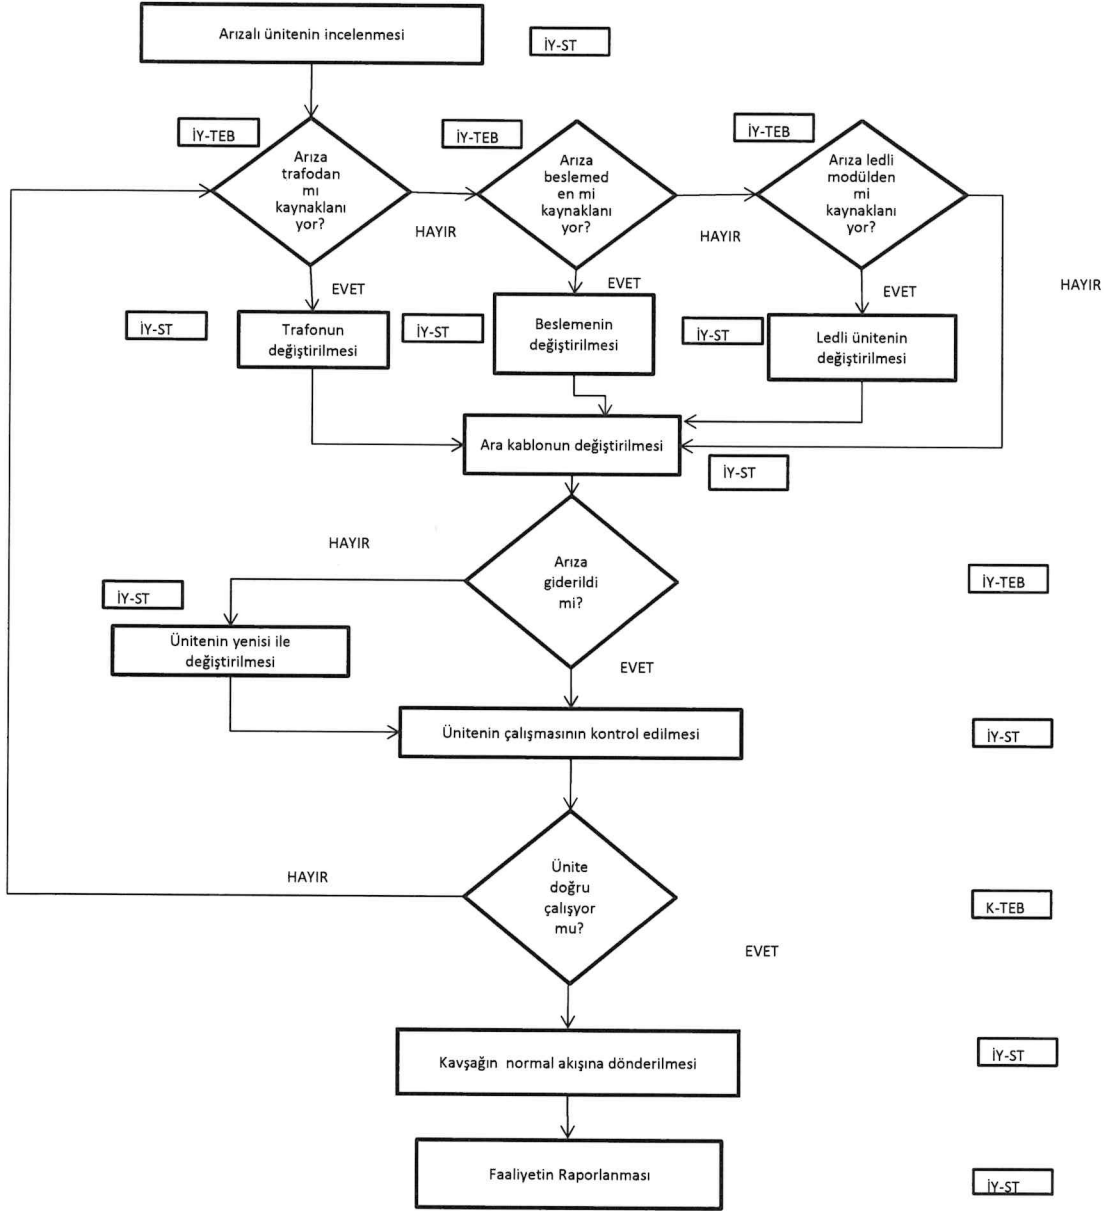 Arızalı ünitenin incelenmesi
İY-ST
İY-TEB
İY-TEB
İY-TEB
Arıza
trafodan
mı
kaynaklanı
yor?
Arıza
beslemed
en mi
kaynaklanı
yor?
Arıza ledli
modülden
mi
kaynaklanı
yor?
HAYIR
HAYIR
HAYIR
EVET
EVET
EVET
İY-ST
Trafonun
değiştirilmesi
İY-ST
Beslemenin
değiştirilmesi
İY-ST
Ledli ünitenin
değiştirilmesi
Ara kablonun değiştirilmesi
İY-ST
HAYIR
Arıza
giderildi
mi?
İY-TEB
İY-ST
Ünitenin yenisi ile
değiştirilmesi
EVET
Ünitenin çalışmasının kontrol edilmesi
İY-ST
HAYIR
Ünite
doğru
çalışyor
mu?
K-TEB
EVET
Kavşağın normal akışına dönderilmesi
İY-ST
Faaliyetin Raporlanması
İY-ST